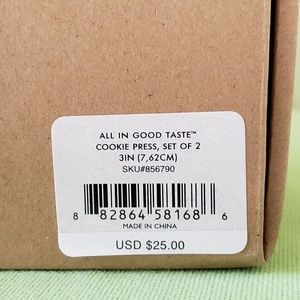 ALL IN GOOD TASTE™
COOKIE PRESS, SET OF 2
3IN (7,62CM)
SKU#856790
8 82864 58168 6
MADE IN CHINA
USD $25.00